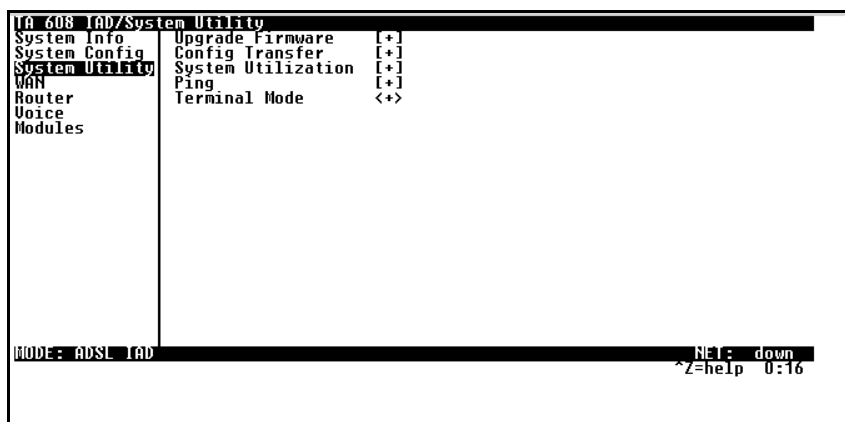 TA 608 IAD/System Utility
System Info
System Config
System Utility
WAN
Router
Voice
Modules
Upgrade Firmware [+]
Config Transfer [+]
System Utilization [+]
Ping [+]
Terminal Mode <+>
MODE: ADSL IAD NET: down
^Z=help 0:16